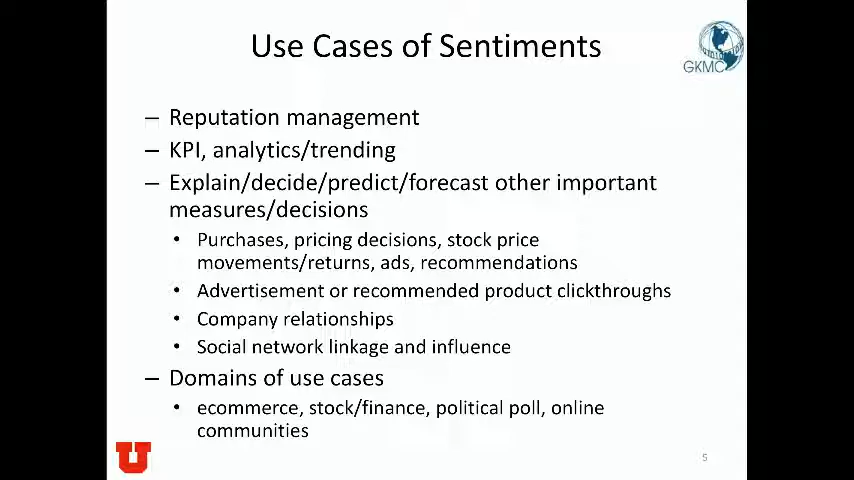 Use Cases of Sentiments
GKMC
– Reputation management
– KPI, analytics/trending
– Explain/decide/predict/forecast other important
measures/decisions
• Purchases, pricing decisions, stock price
movements/returns, ads, recommendations
• Advertisement or recommended product clickthroughs
• Company relationships
• Social network linkage and influence
– Domains of use cases
• ecommerce, stock/finance, political poll, online
communities
U
5